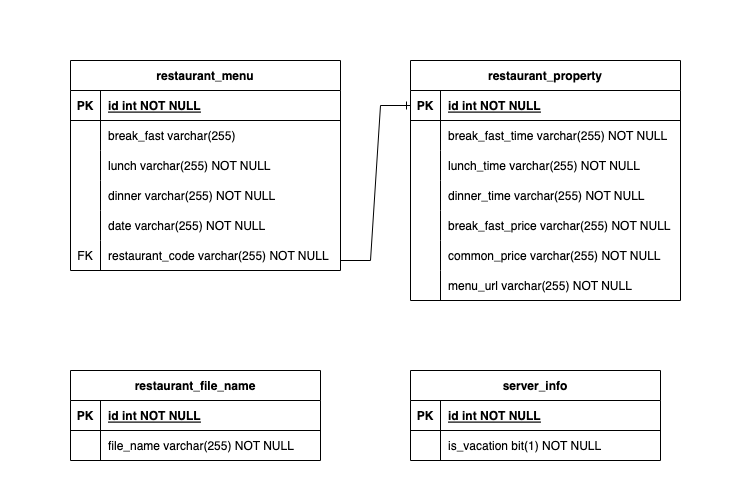 restaurant_menu
PK id int NOT NULL
break_fast varchar(255)
lunch varchar(255) NOT NULL
dinner varchar(255) NOT NULL
date varchar(255) NOT NULL
FK restaurant_code varchar(255) NOT NULL
restaurant_property
PK id int NOT NULL
break_fast_time varchar(255) NOT NULL
lunch_time varchar(255) NOT NULL
dinner_time varchar(255) NOT NULL
break_fast_price varchar(255) NOT NULL
common_price varchar(255) NOT NULL
menu_url varchar(255) NOT NULL
restaurant_file_name
PK id int NOT NULL
file_name varchar(255) NOT NULL
server_info
PK id int NOT NULL
is_vacation bit(1) NOT NULL